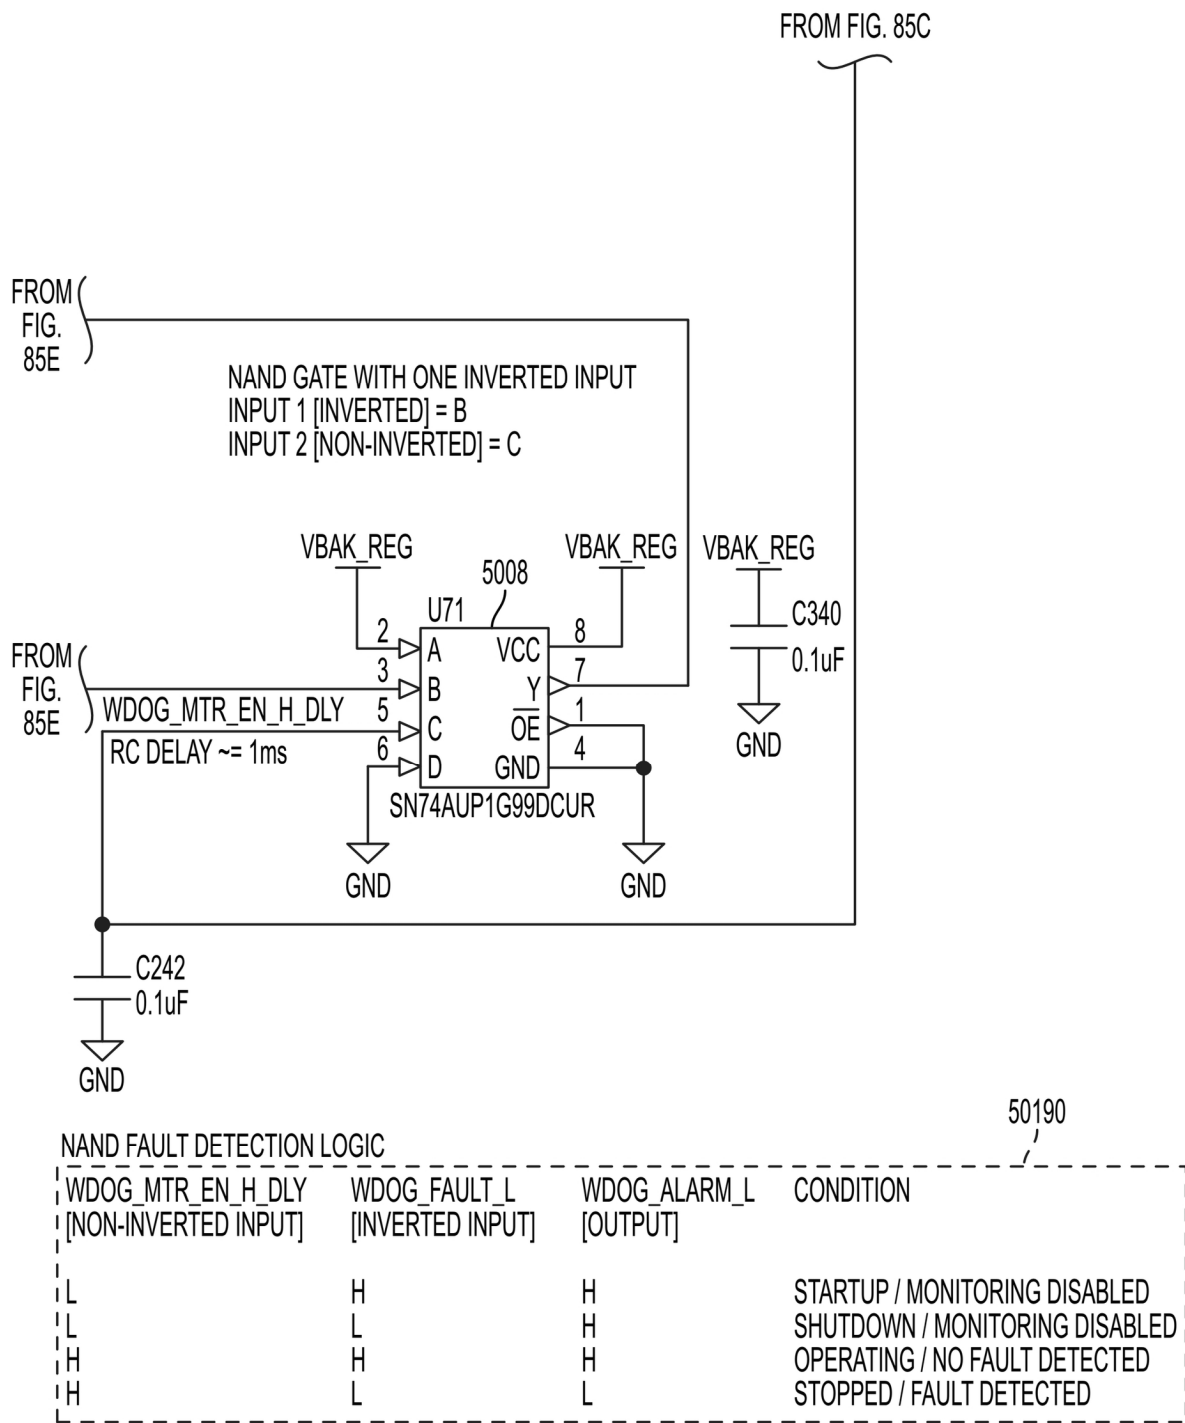 FROM FIG. 85C
FROM
FIG.
85E
NAND GATE WITH ONE INVERTED INPUT
INPUT 1 [INVERTED] = B
INPUT 2 [NON-INVERTED] = C
VBAK_REG
VBAK_REG
VBAK_REG
5008
U71
C340
0.1uF
GND
2
A
VCC
8
FROM
FIG.
85E
3
B
Y
7
WDOG_MTR_EN_H_DLY
5
C
OE
1
RC DELAY ~= 1ms
6
D
GND
4
SN74AUP1G99DCUR
GND
GND
C242
0.1uF
GND
50190
NAND FAULT DETECTION LOGIC
WDOG_MTR_EN_H_DLY WDOG_FAULT_L WDOG_ALARM_L CONDITION
[NON-INVERTED INPUT] [INVERTED INPUT] [OUTPUT]
L H H STARTUP / MONITORING DISABLED
L L H SHUTDOWN / MONITORING DISABLED
H H H OPERATING / NO FAULT DETECTED
H L L STOPPED / FAULT DETECTED